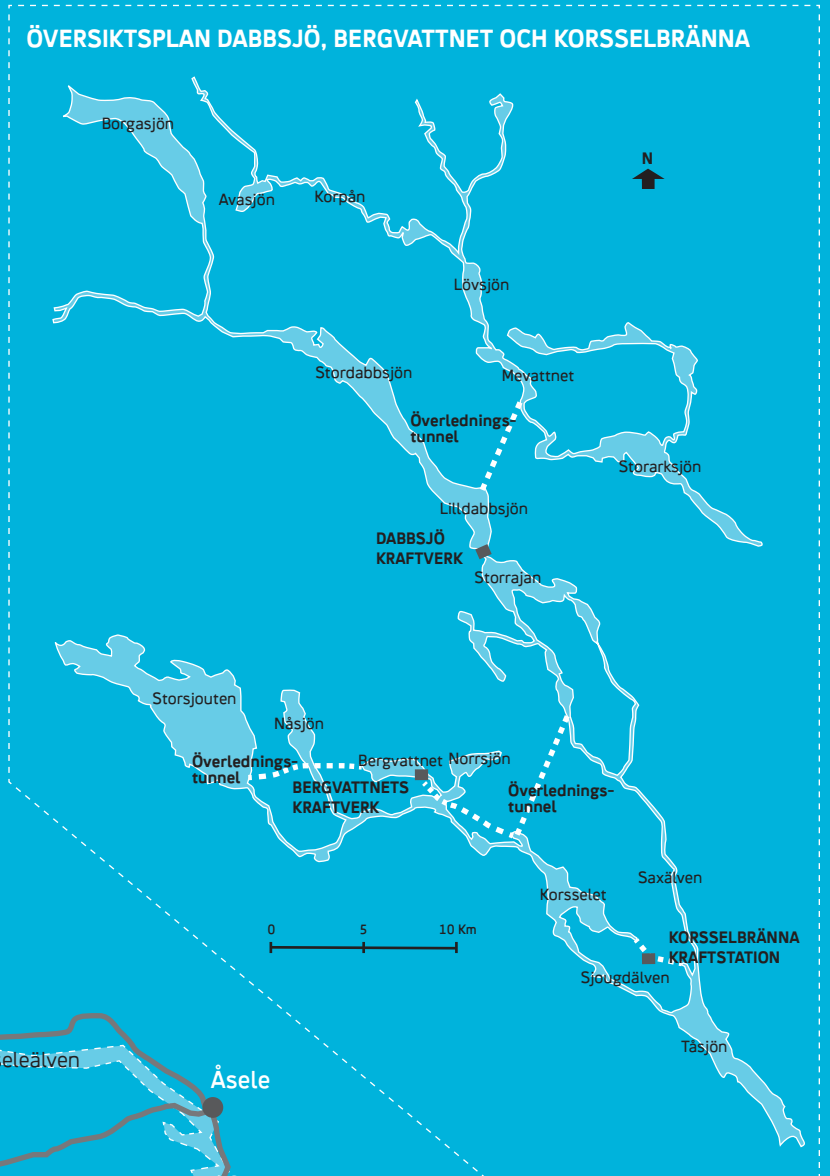 ÖVERSIKTSPLAN DABBSJÖ, BERGVATTNET OCH KORSSELBRÄNNA
Borgasjön
N
Avasjön
Korpån
Lövsjön
Stordabbsjön
Mevattnet
Överlednings-
tunnel
Storarksjön
Lilldabbsjön
DABBSJÖ
KRAFTVERK
Storrajan
Storsjouten
Nåsjön
Överlednings-
tunnel
Bergvattnet
Norrsjön
BERGVATTNETS
KRAFTVERK
Överlednings-
tunnel
Saxälven
Korsselet
0 5 10 Km
KORSSELBRÄNNA
KRAFTSTATION
Sjougdälven
Tåsjön
eleälven
Åsele